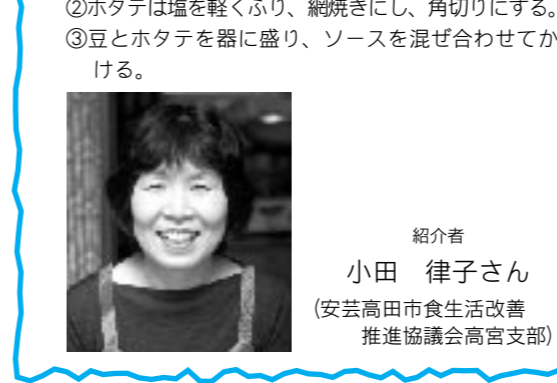 ②ホタテは塩を軽くふり、網焼きにし、角切りにする。
③豆とホタテを器に盛り、ソースを混ぜ合わせてか
ける。
紹介者
小田 律子さん
(安芸高田市食生活改善
推進協議会高宮支部)